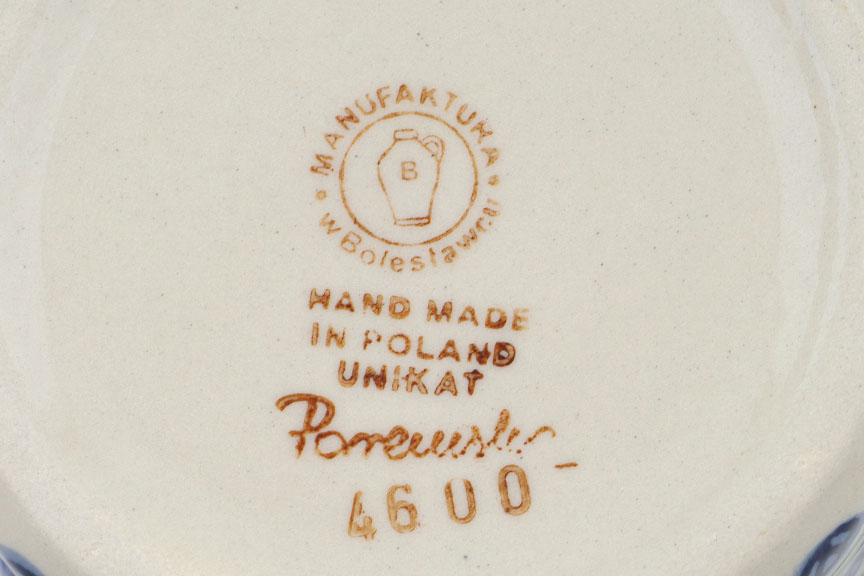 MANUFAKTURA
w Bolesławcu
B
HAND MADE
IN POLAND
UNIKAT
4600